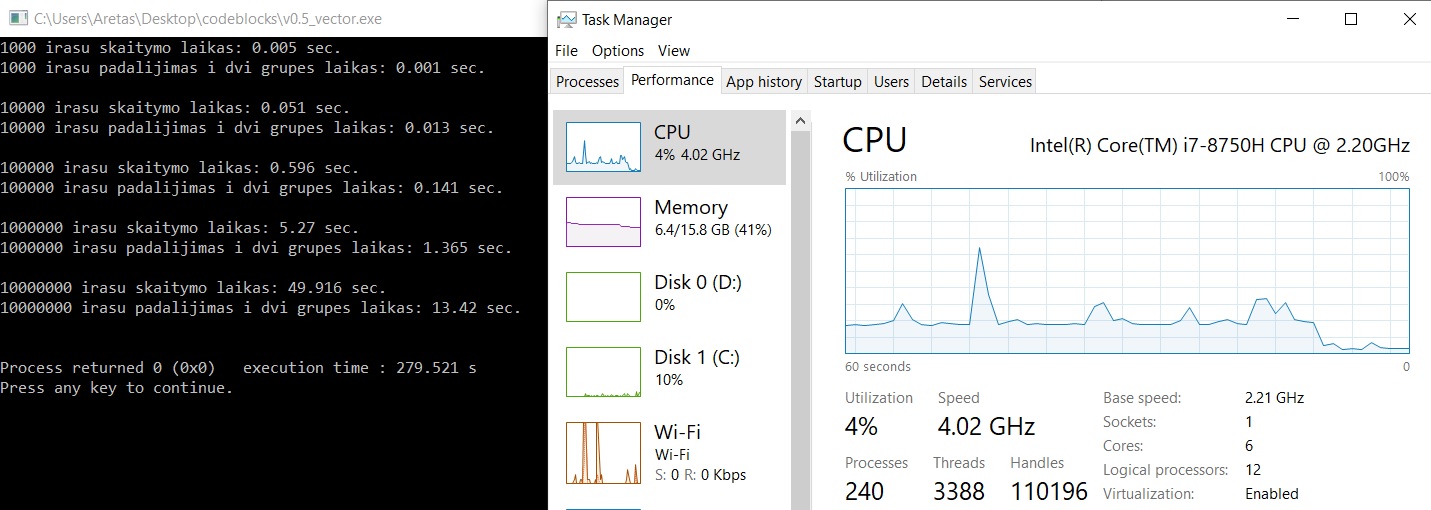 C:\Users\Aretas\Desktop\codeblocks\v0.5_vector.exe
1000 irasu skaitymo laikas: 0.005 sec.
1000 irasu padalijimas i dvi grupes laikas: 0.001 sec.
10000 irasu skaitymo laikas: 0.051 sec.
10000 irasu padalijimas i dvi grupes laikas: 0.013 sec.
100000 irasu skaitymo laikas: 0.596 sec.
100000 irasu padalijimas i dvi grupes laikas: 0.141 sec.
1000000 irasu skaitymo laikas: 5.27 sec.
1000000 irasu padalijimas i dvi grupes laikas: 1.365 sec.
10000000 irasu skaitymo laikas: 49.916 sec.
10000000 irasu padalijimas i dvi grupes laikas: 13.42 sec.
Process returned 0 (0x0)   execution time : 279.521 s
Press any key to continue.
Task Manager
File Options View
Processes Performance App history Startup Users Details Services
CPU
4% 4.02 GHz
Memory
6.4/15.8 GB (41%)
Disk 0 (D:)
0%
Disk 1 (C:)
10%
Wi-Fi
Wi-Fi
S: 0 R: 0 Kbps
CPU Intel(R) Core(TM) i7-8750H CPU @ 2.20GHz
% Utilization 100%
60 seconds 0
Utilization Speed
4% 4.02 GHz
Processes Threads Handles
240 3388 110196
Base speed: 2.21 GHz
Sockets: 1
Cores: 6
Logical processors: 12
Virtualization: Enabled